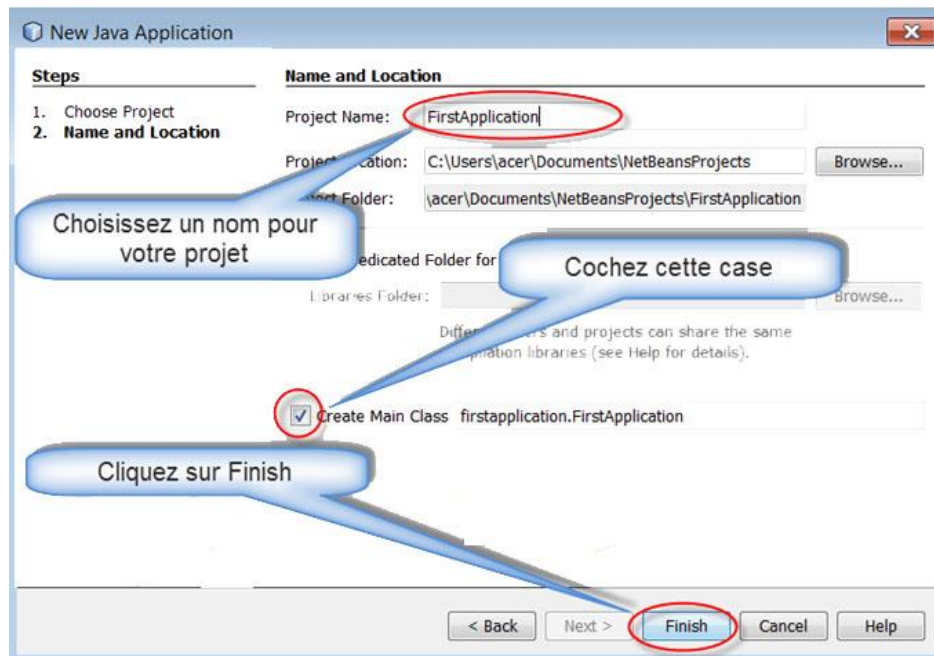 New Java Application
Steps
1. Choose Project
2. Name and Location
Name and Location
Project Name: FirstApplication
C:\Users\acer\Documents\NetBeansProjects Browse...
Folder: \acer\Documents\NetBeansProjects\FirstApplication
Choisissez un nom pour
votre projet
Folder for
Cochez cette case
Libraries Folder: Browse...
and projects can share the same
libraries (see Help for details).
Create Main Class firstapplication.FirstApplication
Cliquez sur Finish
< Back Next > Finish Cancel Help